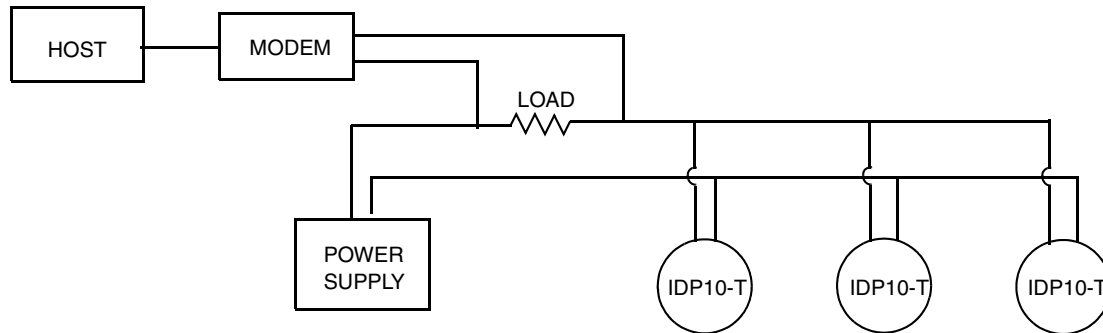 HOST
MODEM
LOAD
POWER
SUPPLY
IDP10-T
IDP10-T
IDP10-T